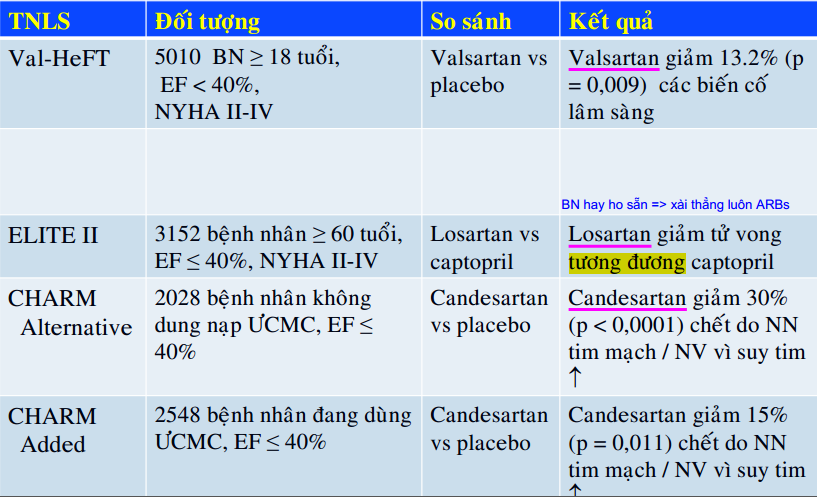 TNLS Đối tượng So sánh Kết quả
Val-HeFT
5010 BN ≥ 18 tuổi,
EF < 40%,
NYHA II-IV
Valsartan vs
placebo
Valsartan giảm 13.2% (p
= 0,009) các biến cố
lâm sàng
BN hay ho sẵn => xài thẳng luôn ARBs
ELITE II
3152 bệnh nhân ≥ 60 tuổi,
EF ≤ 40%, NYHA II-IV
Losartan vs
captopril
Losartan giảm tử vong
tương đương captopril
CHARM
Alternative
2028 bệnh nhân không
dung nạp ƯCMC, EF ≤
40%
Candesartan
vs placebo
Candesartan giảm 30%
(p < 0,0001) chết do NN
tim mạch / NV vì suy tim
↑
CHARM
Added
2548 bệnh nhân đang dùng
ƯCMC, EF ≤ 40%
Candesartan
vs placebo
Candesartan giảm 15%
(p = 0,011) chết do NN
tim mạch / NV vì suy tim
↑